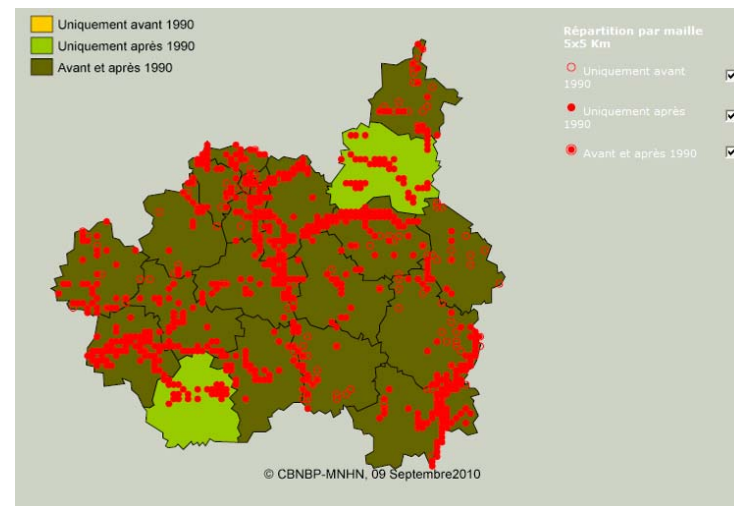 Uniquement avant 1990
Uniquement après 1990
Avant et après 1990
Répartition par maille
5x5 Km
Uniquement avant
1990
Uniquement après
1990
Avant et après 1990
© CBNBP-MNHN, 09 Septembre2010